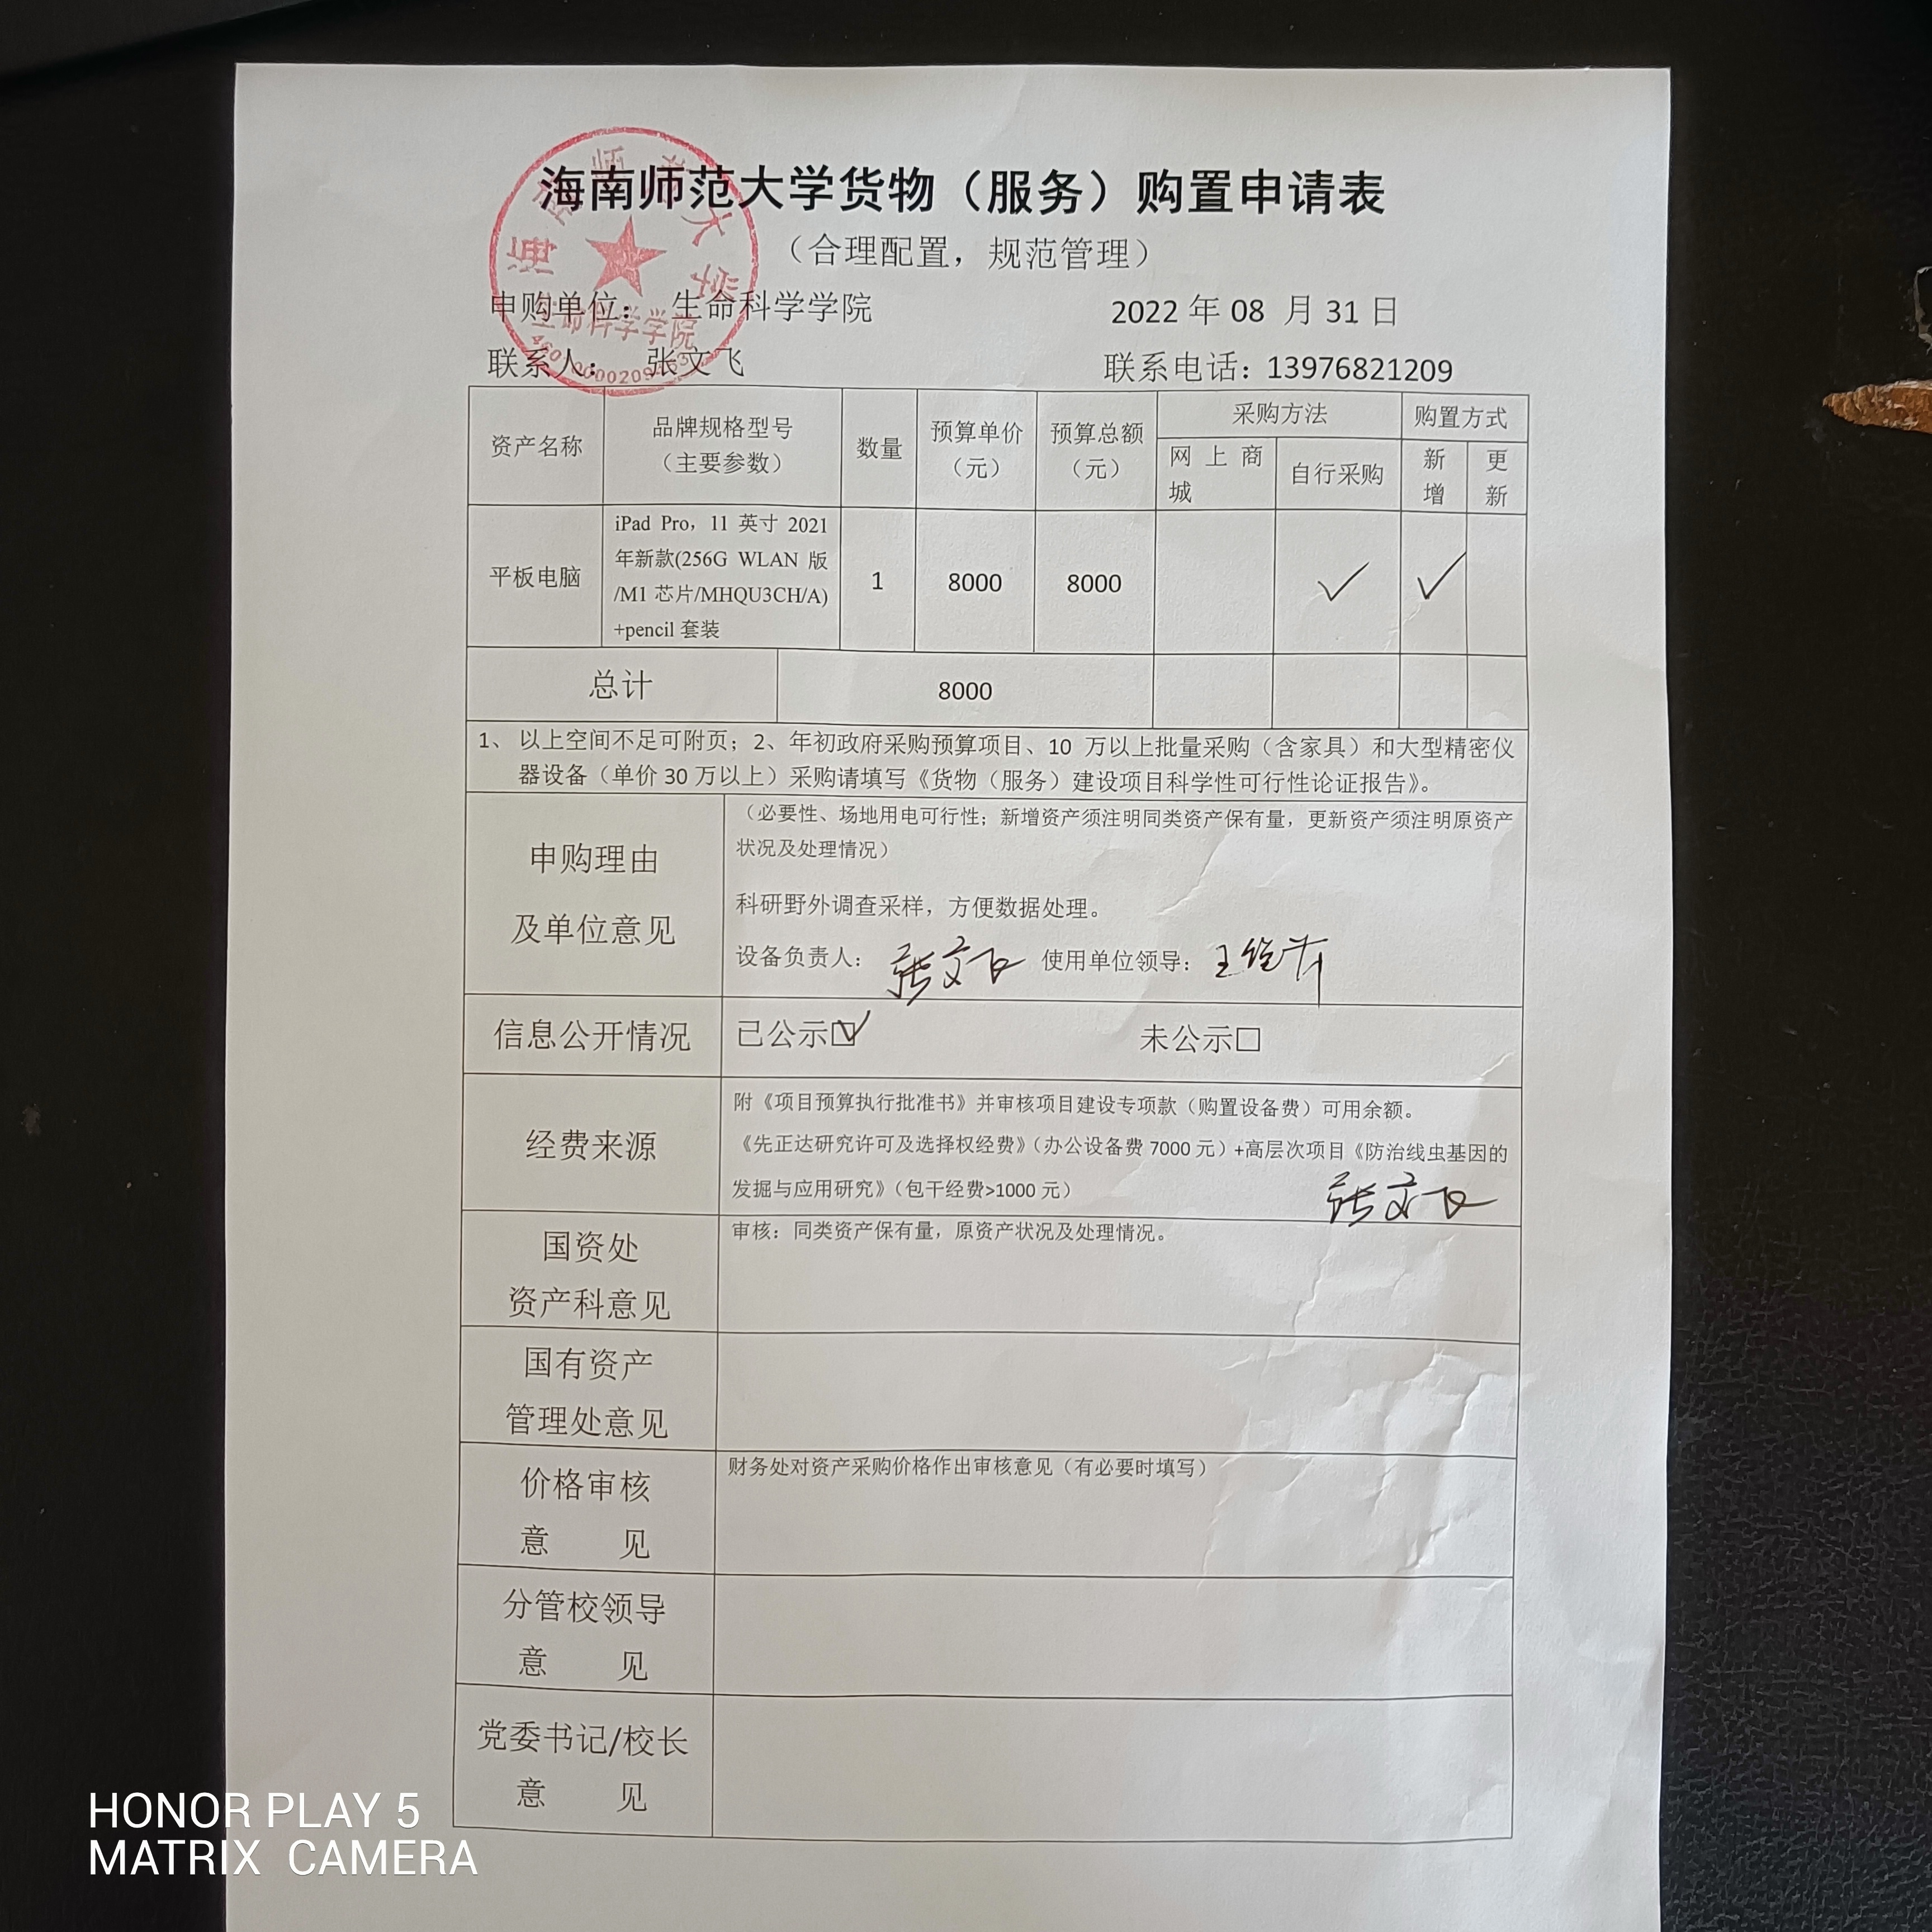 海南师范大学货物（服务）购置申请表
（合理配置，规范管理）
申购单位： 生命科学学院 2022 年 08 月 31 日
联系人： 张文飞 联系电话：13976821209
海南师范大学
生命科学学院
资产名称 品牌规格型号（主要参数） 数量 预算单价（元） 预算总额（元） 采购方法 购置方式
网上商城 自行采购 新增 更新
平板电脑 1 8000 8000 ✓ ✓
iPad Pro，11 英寸 2021
年新款(256G WLAN 版
/M1 芯片/MHQU3CH/A)
+pencil 套装
总计 8000
1、 以上空间不足可附页；2、年初政府采购预算项目、10 万以上批量采购（含家具）和大型精密仪
器设备（单价 30 万以上）采购请填写《货物（服务）建设项目科学性可行性论证报告》。
申购理由
及单位意见
（必要性、场地用电可行性；新增资产须注明同类资产保有量，更新资产须注明原资产
状况及处理情况）
科研野外调查采样，方便数据处理。
设备负责人： 张文飞 使用单位领导：
信息公开情况 已公示☑ 未公示□
经费来源
附《项目预算执行批准书》并审核项目建设专项款（购置设备费）可用余额。
《先正达研究许可及选择权经费》（办公设备费 7000 元）+高层次项目《防治线虫基因的
发掘与应用研究》（包干经费>1000 元）
张文飞
国资处
资产科意见
审核：同类资产保有量，原资产状况及处理情况。
国有资产
管理处意见
价格审核
意 见
财务处对资产采购价格作出审核意见（有必要时填写）
分管校领导
意 见
党委书记/校长
意 见
HONOR PLAY 5
MATRIX CAMERA